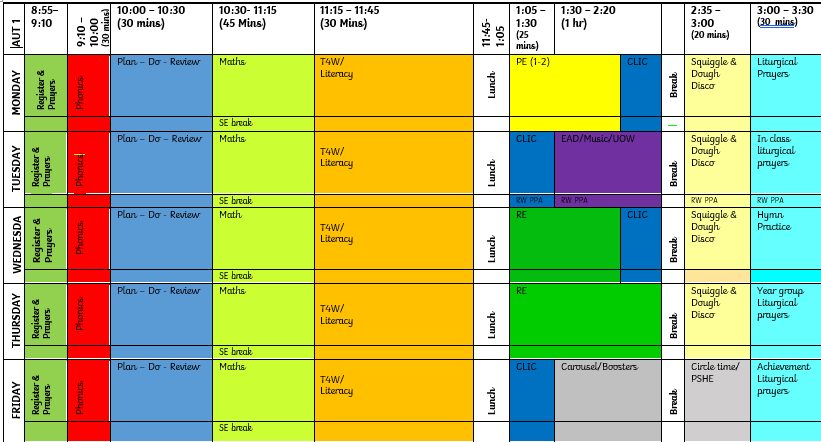 AUT 1
8:55–
9:10
9:10 –
10:00
(30 mins)
10:00 – 10:30
(30 mins)
10:30- 11:15
(45 Mins)
11:15 – 11:45
(30 Mins)
11:45-
1:05
1:05 –
1:30
(25
mins)
1:30 – 2:20
(1 hr)
2:35 –
3:00
(20 mins)
3:00 – 3:30
(30 mins)
MONDAY
Register &
Prayers
Phonics
Plan – Do - Review
Maths
T4W/
Literacy
Lunch
PE (1-2)
CLIC
Break
Squiggle &
Dough
Disco
Liturgical
Prayers
SE break
TUESDAY
Register &
Prayers
Phonics
Plan – Do – Review
Maths
T4W/
Literacy
Lunch
CLIC
EAD/Music/UOW
Break
Squiggle &
Dough
Disco
In class
liturgical
prayers
SE break
RW PPA
RW PPA
RW PPA
RW PPA
WEDNESDA
Register &
Prayers
Phonics
Plan – Do - Review
Math
T4W/
Literacy
Lunch
RE
CLIC
Break
Squiggle &
Dough
Disco
Hymn
Practice
SE break
THURSDAY
Register &
Prayers
Phonics
Plan – Do - Review
Maths
T4W/
Literacy
Lunch
RE
Break
Squiggle &
Dough
Disco
Year group
Liturgical
prayers
SE break
FRIDAY
Register &
Prayers
Phonics
Plan – Do - Review
Maths
T4W/
Literacy
Lunch
CLIC
Carousel/Boosters
Break
Circle time/
PSHE
Achievement
Liturgical
prayers
SE break